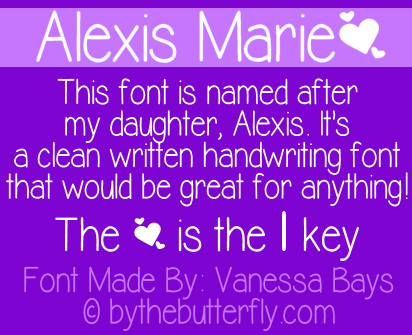 Alexis Marie
This font is named after
my daughter, Alexis. It's
a clean written handwriting font
that would be great for anything!
The 💕 is the | key
Font Made By: Vanessa Bays
© bythebutterfly.com